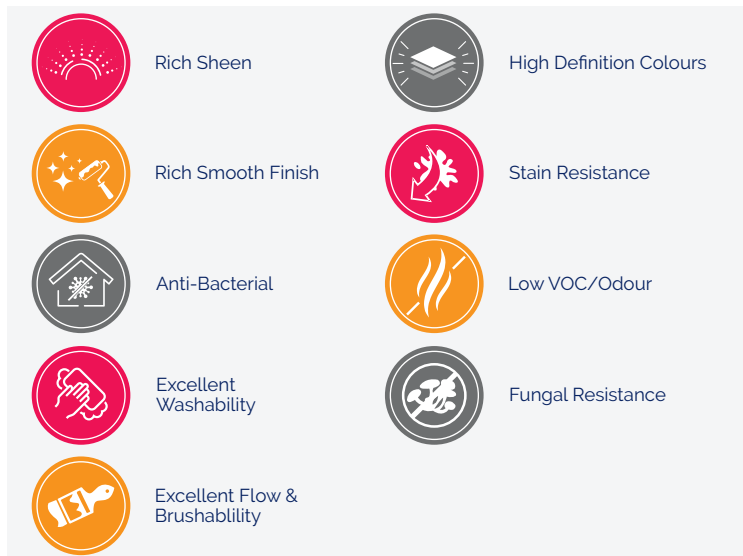 Rich Sheen
Rich Smooth Finish
Anti-Bacterial
Excellent
Washability
Excellent Flow &
Brushablility
High Definition Colours
Stain Resistance
Low VOC/Odour
Fungal Resistance